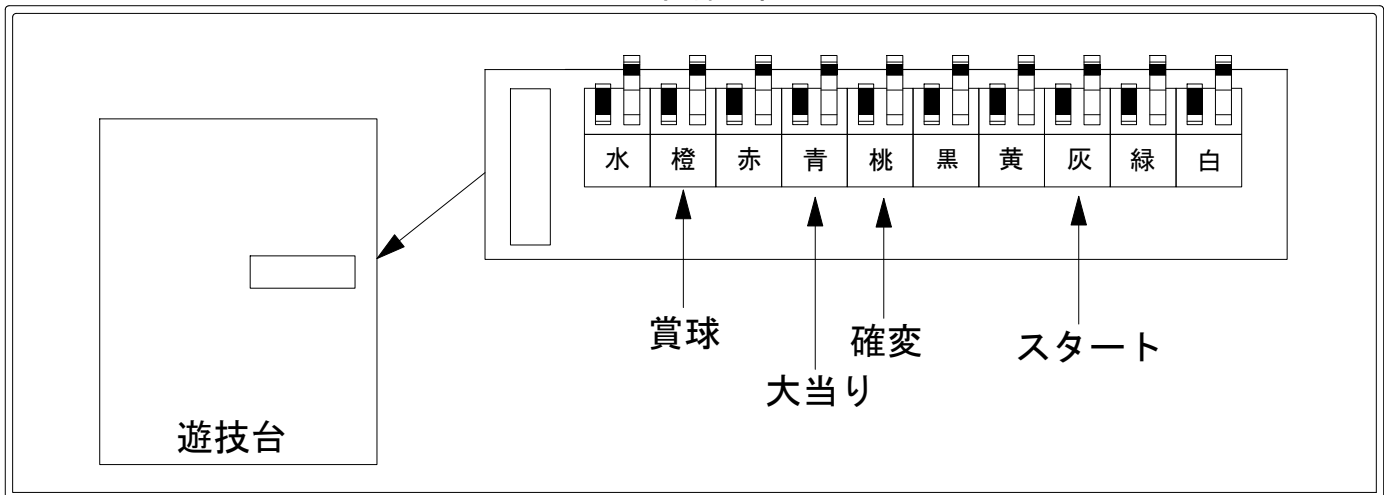 水 橙 赤 青 桃 黒 黄 灰 緑 白
賞球
大当り
確変
スタート
遊技台